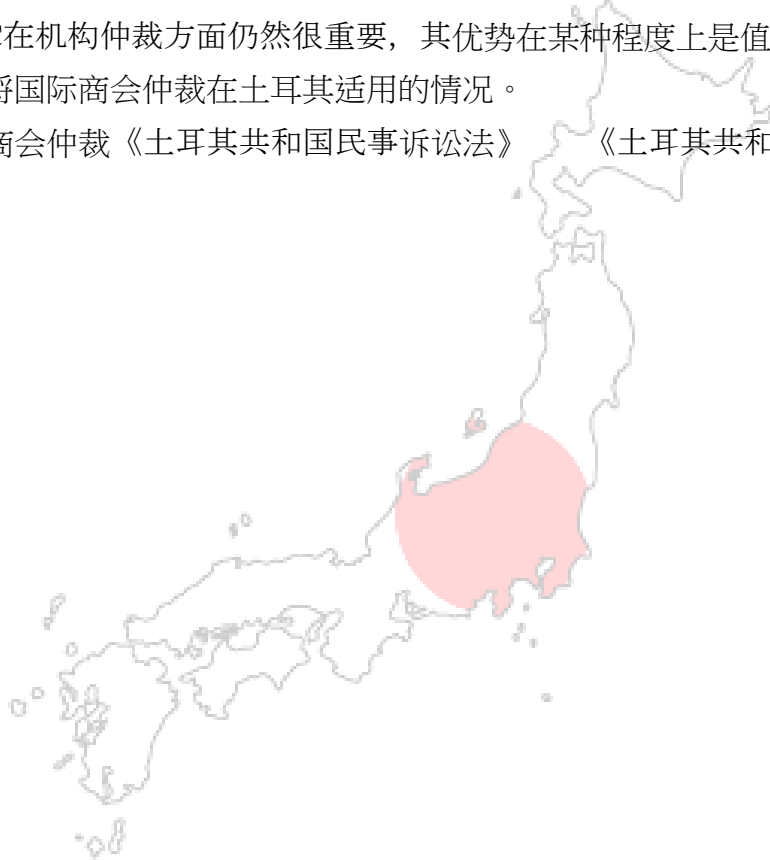 在机构仲裁方面仍然很重要，其优势在某种程度上是值
国际商会仲裁在土耳其适用的情况。
商会仲裁《土耳其共和国民事诉讼法》 《土耳其共和